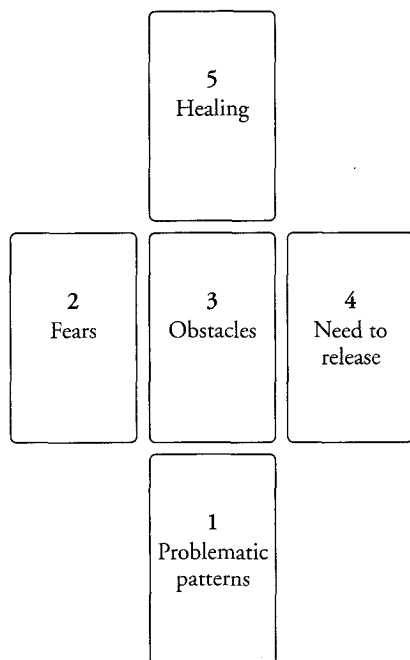 5
Healing
2
Fears
3
Obstacles
4
Need to
release
1
Problematic
patterns